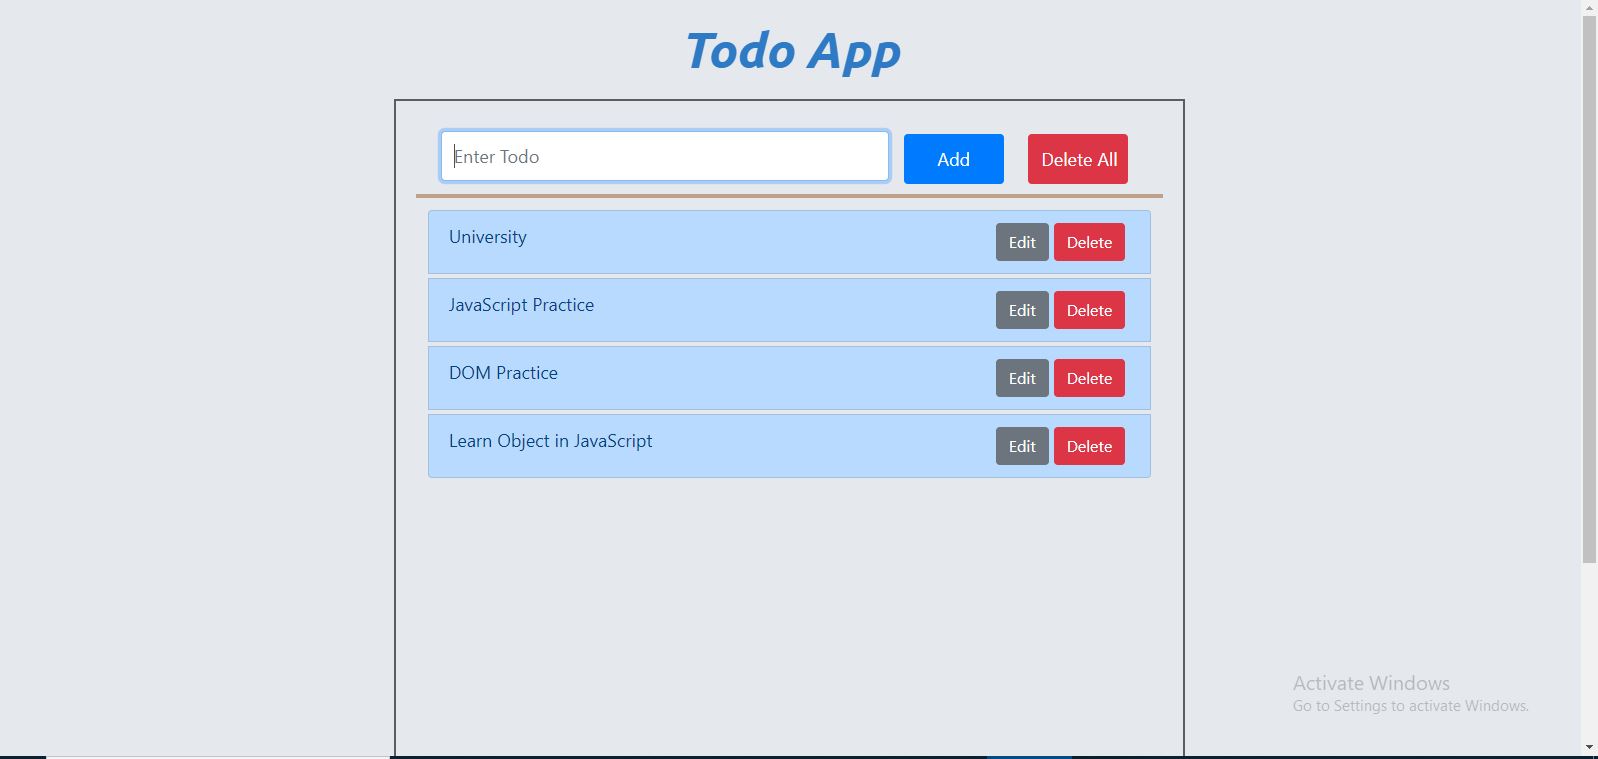 Todo App
Enter Todo Add Delete All
University Edit Delete
JavaScript Practice Edit Delete
DOM Practice Edit Delete
Learn Object in JavaScript Edit Delete
Activate Windows
Go to Settings to activate Windows.